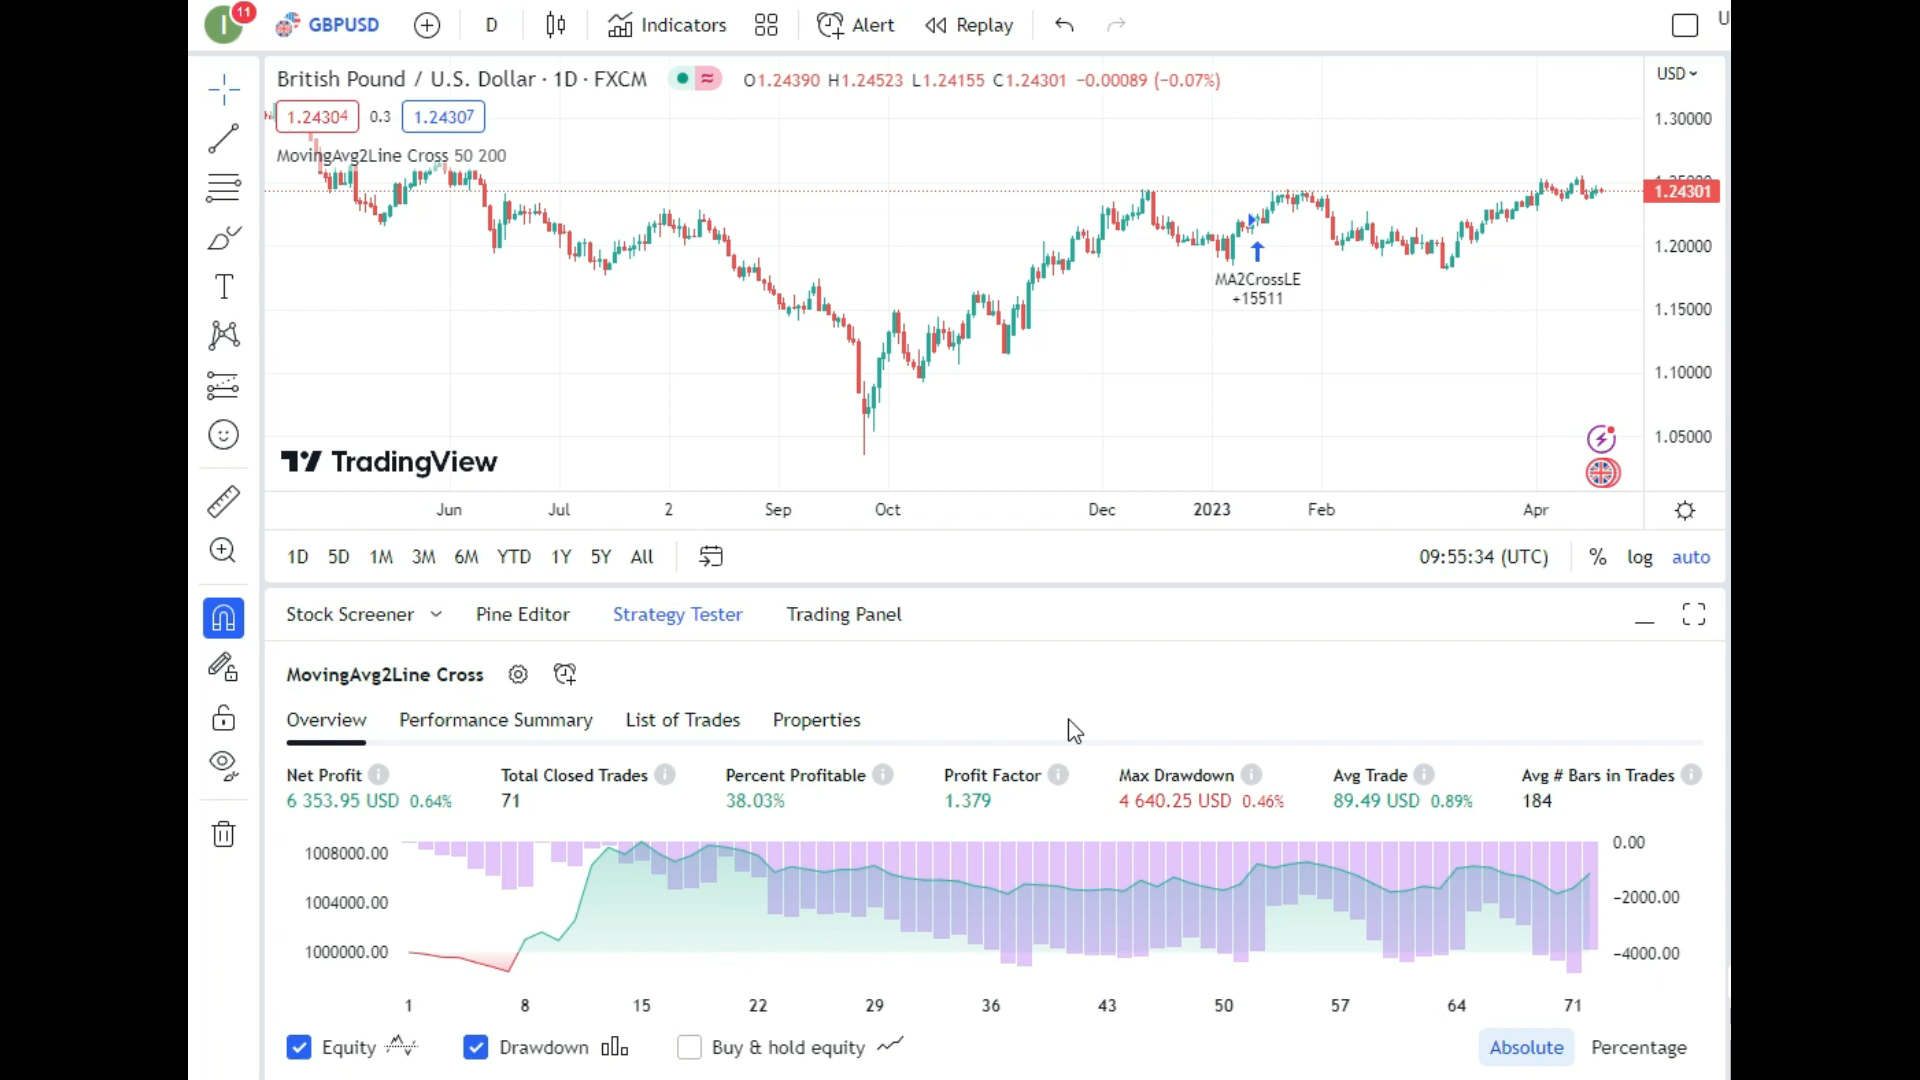 I 11 GBPUSD D Indicators Alert Replay U
British Pound / U.S. Dollar · 1D · FXCM ≈ O1.24390 H1.24523 L1.24155 C1.24301 −0.00089 (−0.07%) USD
1.24304 0.3 1.24307
MovingAvg2Line Cross 50 200
1.30000
1.24301
1.20000
1.15000
1.10000
1.05000
MA2CrossLE
+15511
TradingView
Jun Jul 2 Sep Oct Dec 2023 Feb Apr
1D 5D 1M 3M 6M YTD 1Y 5Y All 09:55:34 (UTC) % log auto
Stock Screener Pine Editor Strategy Tester Trading Panel
MovingAvg2Line Cross
Overview Performance Summary List of Trades Properties
Net Profit Total Closed Trades Percent Profitable Profit Factor Max Drawdown Avg Trade Avg # Bars in Trades
6 353.95 USD 0.64% 71 38.03% 1.379 4 640.25 USD 0.46% 89.49 USD 0.89% 184
1008000.00 0.00
1004000.00 −2000.00
1000000.00 −4000.00
1 8 15 22 29 36 43 50 57 64 71
Equity Drawdown Buy & hold equity Absolute Percentage